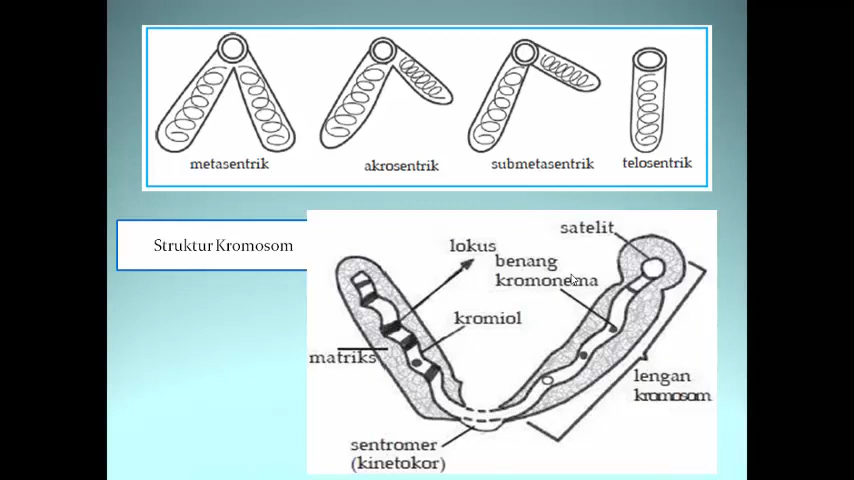 metasentrik
akrosentrik
submetasentrik
telosentrik
Struktur Kromosom
satelit
lokus
benang
kromonema
kromiol
matriks
lengan
kromosom
sentromer
(kinetokor)